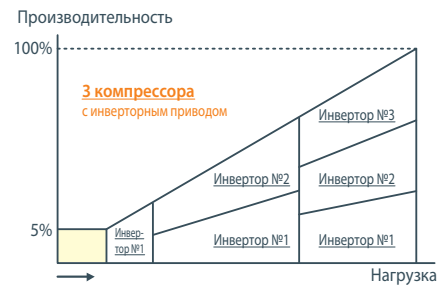 Производительность
100%
3 компрессора
с инверторным приводом
Инвертор №3
Инвертор №2
Инвертор №2
5%
Инвер-
тор №1
Инвертор №1
Инвертор №1
Нагрузка